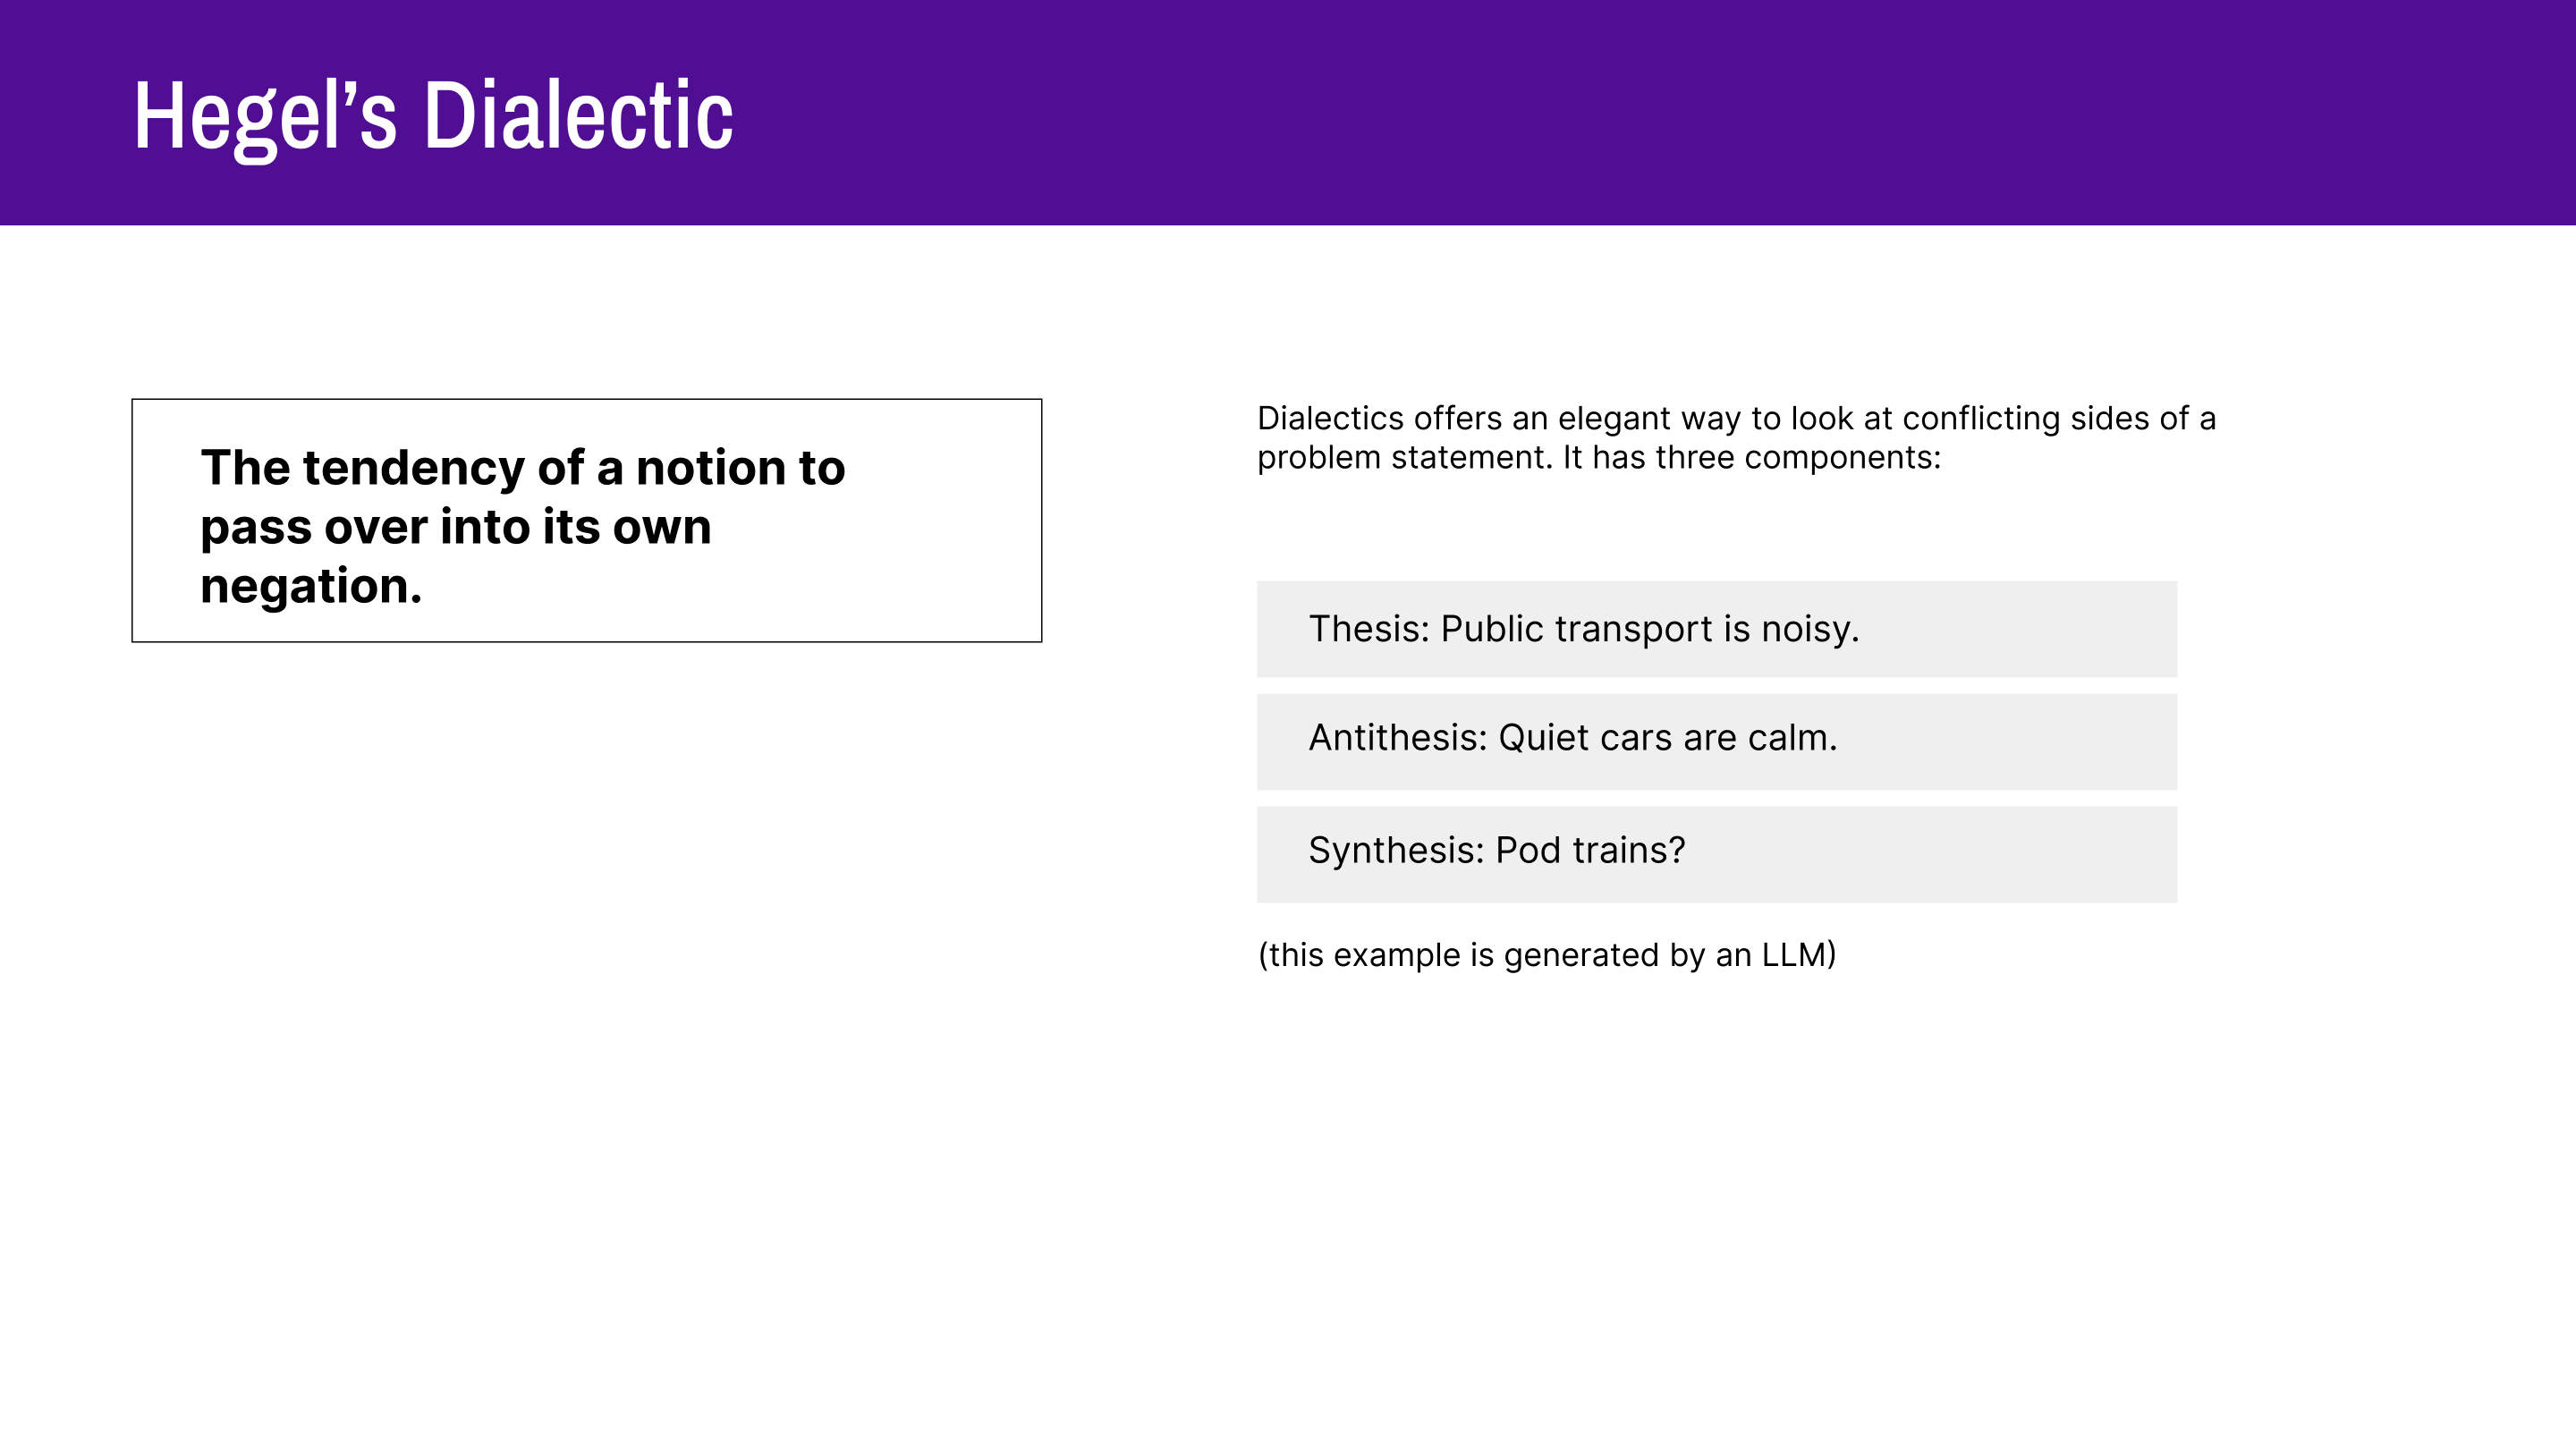 Hegel’s Dialectic
The tendency of a notion to
pass over into its own
negation.
Dialectics offers an elegant way to look at conflicting sides of a
problem statement. It has three components:
Thesis: Public transport is noisy.
Antithesis: Quiet cars are calm.
Synthesis: Pod trains?
(this example is generated by an LLM)